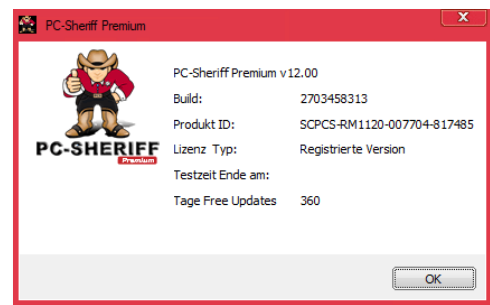 PC-Sheriff Premium
PC-Sheriff Premium v12.00
Build: 2703458313
Produkt ID: SCPCS-RM1120-007704-817485
PC-SHERIFF
Premium
Lizenz Typ: Registrierte Version
Testzeit Ende am:
Tage Free Updates 360
OK